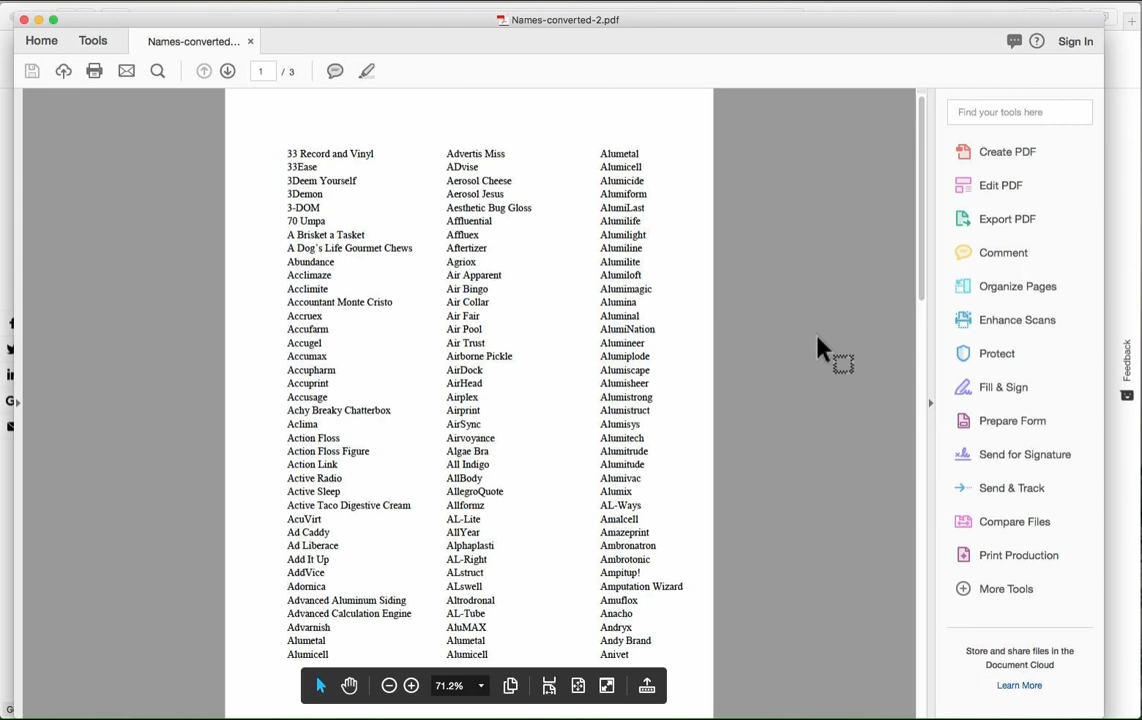 Names-converted-2.pdf
Home
Tools
Names-converted...
Sign In
1 / 3
33 Record and Vinyl
33Ease
3Deem Yourself
3Demon
3-DOM
70 Umpa
A Brisket a Tasket
A Dog's Life Gourmet Chews
Abundance
Acclimaze
Acclimite
Accountant Monte Cristo
Accruex
Accufarm
Accugel
Accumax
Accupharm
Accuprint
Accusage
Achy Breaky Chatterbox
Aclima
Action Floss
Action Floss Figure
Action Link
Active Radio
Active Sleep
Active Taco Digestive Cream
AcuVirt
Ad Caddy
Ad Liberace
Add It Up
AddVice
Adornica
Advanced Aluminum Siding
Advanced Calculation Engine
Advarnish
Alumetal
Alumicell
Advertis Miss
ADvise
Aerosol Cheese
Aerosol Jesus
Aesthetic Bug Gloss
Affluential
Affluex
Aftertizer
Agriox
Air Apparent
Air Bingo
Air Collar
Air Fair
Air Pool
Air Trust
Airborne Pickle
AirDock
AirHead
Airplex
Airprint
AirSync
Airvoyance
Algae Bra
All Indigo
AllBody
AllegroQuote
Allformz
AL-Lite
AllYear
Alphaplasti
AL-Right
ALstruct
ALswell
Altrodronal
AL-Tube
AluMAX
Alumetal
Alumicell
Alumetal
Alumicell
Alumicide
Alumiform
AlumiLast
Alumilife
Alumilight
Alumiline
Alumilite
Alumiloft
Alumimagic
Alumina
Aluminal
AlumiNation
Alumineer
Alumiplode
Alumiscape
Alumisheer
Alumistrong
Alumistruct
Alumisys
Alumitech
Alumitrude
Alumitude
Alumivac
Alumix
AL-Ways
Amalcell
Amazeprint
Ambronatron
Ambrotonic
Ampitup!
Amputation Wizard
Amuflox
Anacho
Andryx
Andy Brand
Anivet
71.2%
Find your tools here
Create PDF
Edit PDF
Export PDF
Comment
Organize Pages
Enhance Scans
Protect
Fill & Sign
Prepare Form
Send for Signature
Send & Track
Compare Files
Print Production
More Tools
Store and share files in the
Document Cloud
Learn More
Feedback